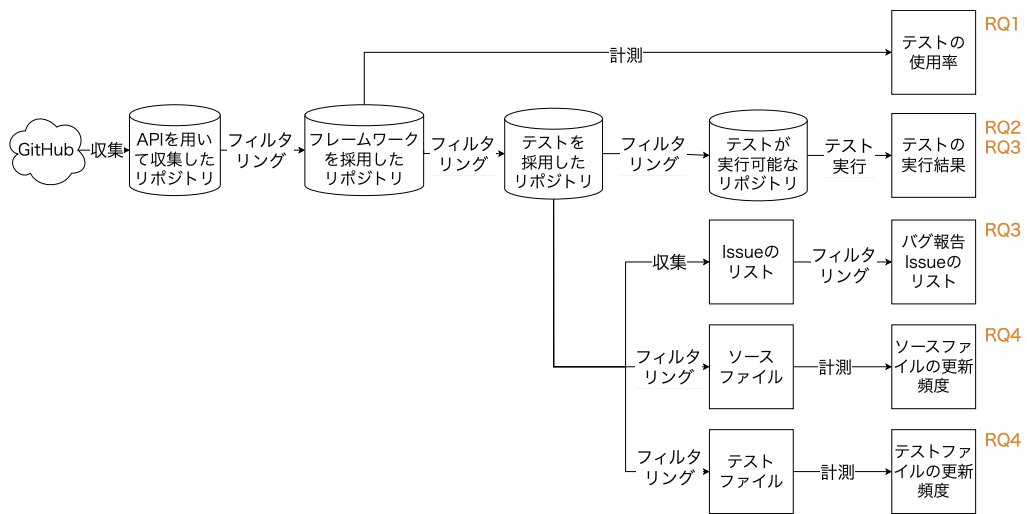 RQ1
テストの
使用率
計測
GitHub
収集
APIを用い
て収集した
リポジトリ
フィルタ
リング
フレームワーク
を採用した
リポジトリ
フィルタ
リング
テストを
採用した
リポジトリ
フィルタ
リング
テストが
実行可能な
リポジトリ
テスト
実行
テストの
実行結果
RQ2
RQ3
収集
Issueの
リスト
フィルタ
リング
バグ報告
Issueの
リスト
RQ3
フィルタ
リング
ソース
ファイル
計測
ソースファ
イルの更新
頻度
RQ4
フィルタ
リング
テスト
ファイル
計測
テストファ
イルの更新
頻度
RQ4